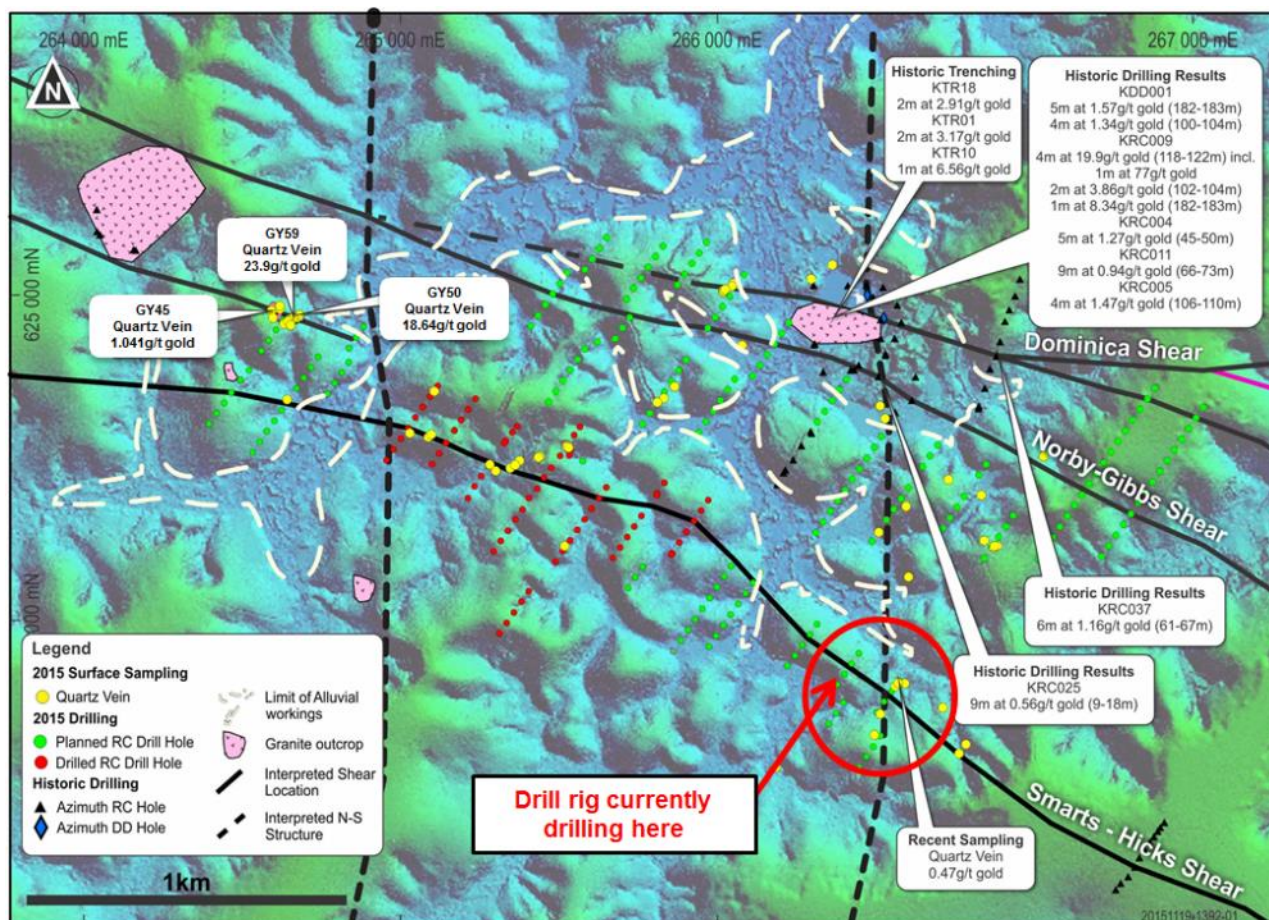 264 000 mE
265 000 mE
266 000 mE
267 000 mE
N
625 000 mN
000 mN
Historic Trenching
KTR18
2m at 2.91g/t gold
KTR01
2m at 3.17g/t gold
KTR10
1m at 6.56g/t gold
Historic Drilling Results
KDD001
5m at 1.57g/t gold (182-183m)
4m at 1.34g/t gold (100-104m)
KRC009
4m at 19.9g/t gold (118-122m) incl.
1m at 77g/t gold
2m at 3.86g/t gold (102-104m)
1m at 8.34g/t gold (182-183m)
KRC004
5m at 1.27g/t gold (45-50m)
KRC011
9m at 0.94g/t gold (66-73m)
KRC005
4m at 1.47g/t gold (106-110m)
GY59
Quartz Vein
23.9g/t gold
GY45
Quartz Vein
1.041g/t gold
GY50
Quartz Vein
18.64g/t gold
Dominica Shear
Norby-Gibbs Shear
Smarts - Hicks Shear
Historic Drilling Results
KRC037
6m at 1.16g/t gold (61-67m)
Historic Drilling Results
KRC025
9m at 0.56g/t gold (9-18m)
Drill rig currently
drilling here
Recent Sampling
Quartz Vein
0.47g/t gold
Legend
2015 Surface Sampling
Quartz Vein
2015 Drilling
Planned RC Drill Hole
Drilled RC Drill Hole
Historic Drilling
Azimuth RC Hole
Azimuth DD Hole
Limit of Alluvial
workings
Granite outcrop
Interpreted Shear
Location
Interpreted N-S
Structure
1km
20151119-1392-01